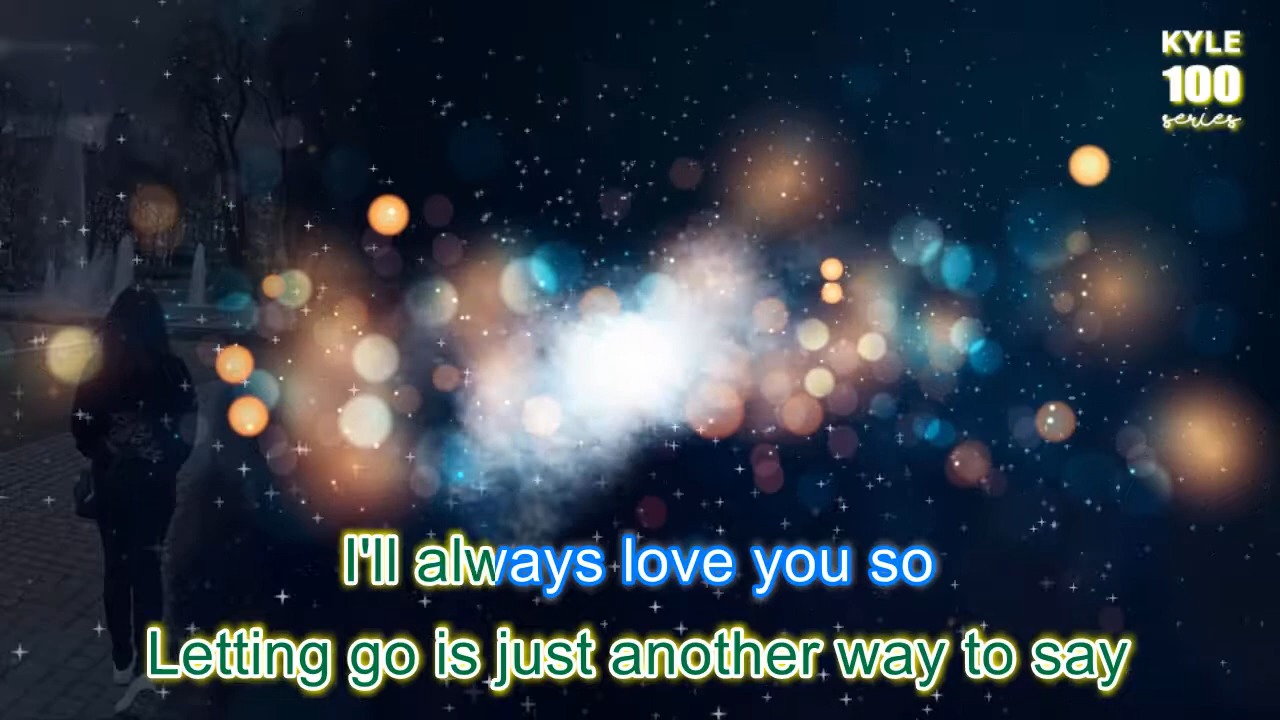 KYLE
100
series
I'll always love you so
Letting go is just another way to say